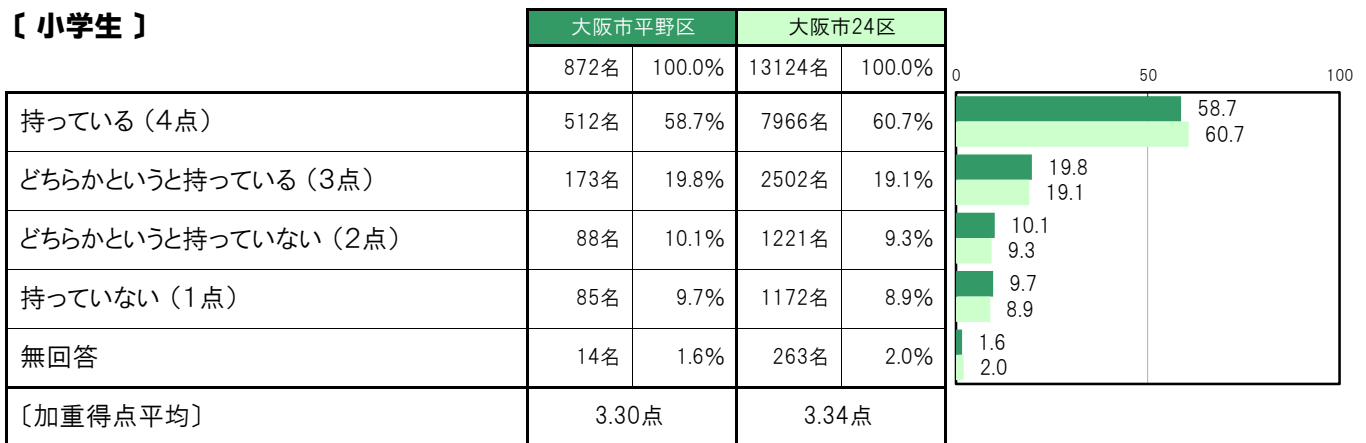 〔 小学生 〕
大阪市平野区 大阪市24区
872名 100.0% 13124名 100.0%
0 50 100
持っている（4点） 512名 58.7% 7966名 60.7%
58.7
60.7
どちらかというと持っている（3点） 173名 19.8% 2502名 19.1%
19.8
19.1
どちらかというと持っていない（2点） 88名 10.1% 1221名 9.3%
10.1
9.3
持っていない（1点） 85名 9.7% 1172名 8.9%
9.7
8.9
無回答 14名 1.6% 263名 2.0%
1.6
2.0
〔加重得点平均〕 3.30点 3.34点